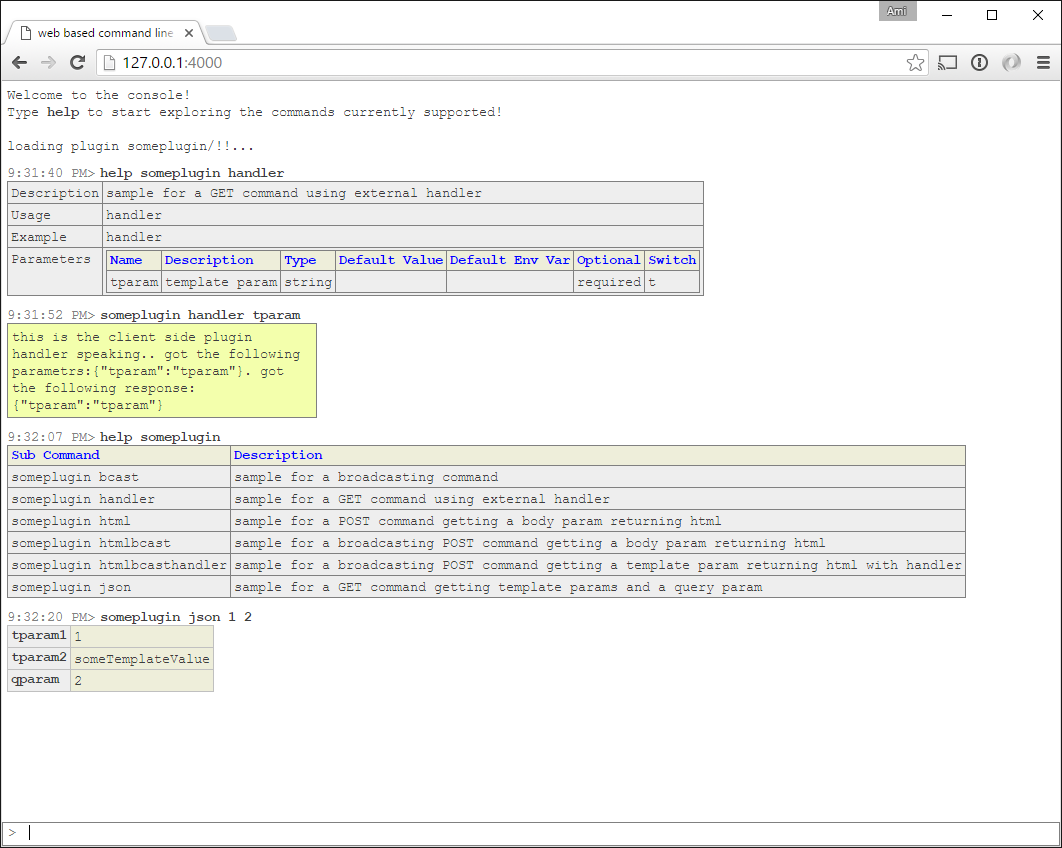 Ami
web based command line
127.0.0.1:4000
Welcome to the console!
Type help to start exploring the commands currently supported!
loading plugin someplugin/!!...
9:31:40 PM> help someplugin handler
Description sample for a GET command using external handler
Usage handler
Example handler
Parameters Name Description Type Default Value Default Env Var Optional Switch
tparam template param string required t
9:31:52 PM> someplugin handler tparam
this is the client side plugin
handler speaking.. got the following
parametrs:{"tparam":"tparam"}. got
the following response:
{"tparam":"tparam"}
9:32:07 PM> help someplugin
Sub Command Description
someplugin bcast sample for a broadcasting command
someplugin handler sample for a GET command using external handler
someplugin html sample for a POST command getting a body param returning html
someplugin htmlbcast sample for a broadcasting POST command getting a body param returning html
someplugin htmlbcasthandler sample for a broadcasting POST command getting a template param returning html with handler
someplugin json sample for a GET command getting template params and a query param
9:32:20 PM> someplugin json 1 2
tparam1 1
tparam2 someTemplateValue
qparam 2
>